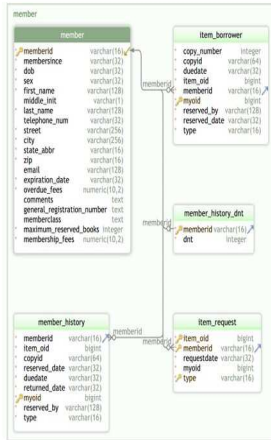 member
member
memberid varchar(16)
membersince varchar(32)
dob varchar(32)
sex varchar(32)
first_name varchar(128)
middle_init varchar(1)
last_name varchar(128)
telephone_num varchar(32)
street varchar(256)
city varchar(256)
state_abbr varchar(16)
zip varchar(16)
email varchar(128)
expiration_date varchar(32)
overdue_fees numeric(10,2)
comments text
general_registration_number text
memberclass text
maximum_reserved_books integer
membership_fees numeric(10,2)
item_borrower
copy_number integer
copyid varchar(64)
duedate varchar(32)
item_oid bigint
memberid varchar(16)
myoid bigint
reserved_by varchar(128)
reserved_date varchar(32)
type varchar(16)
memberid
member_history_dnt
memberid varchar(16)
dnt integer
memberid
member_history
memberid varchar(16)
item_oid bigint
copyid varchar(64)
reserved_date varchar(32)
duedate varchar(32)
returned_date varchar(32)
myoid bigint
reserved_by varchar(128)
type varchar(16)
memberid
item_request
item_oid bigint
memberid varchar(16)
requestdate varchar(32)
myoid bigint
type varchar(16)
memberid